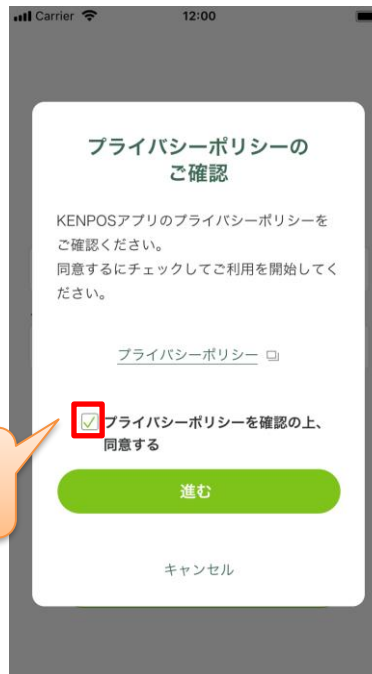 Carrier 12:00
プライバシーポリシーの
ご確認
KENPOSアプリのプライバシーポリシーを
ご確認ください。
同意するにチェックしてご利用を開始してく
ださい。
プライバシーポリシー
プライバシーポリシーを確認の上、
同意する
進む
キャンセル